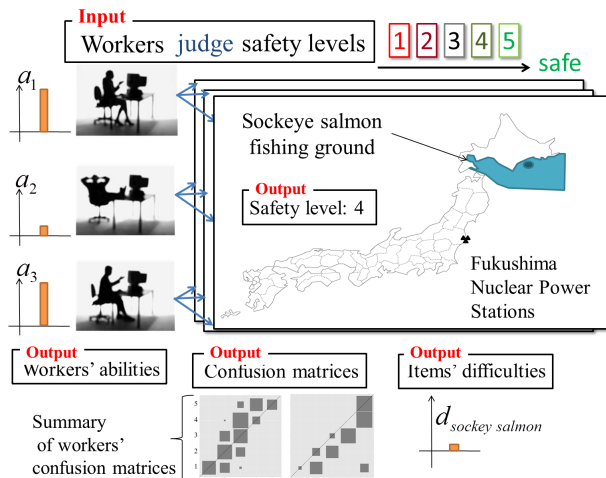 Input
Workers judge safety levels
1 2 3 4 5
safe
a1
a2
a3
Sockeye salmon
fishing ground
Output
Safety level: 4
Fukushima
Nuclear Power
Stations
Output
Workers' abilities
Output
Confusion matrices
Output
Items' difficulties
Summary
of workers'
confusion matrices
5
4
3
2
1
d sockey salmon